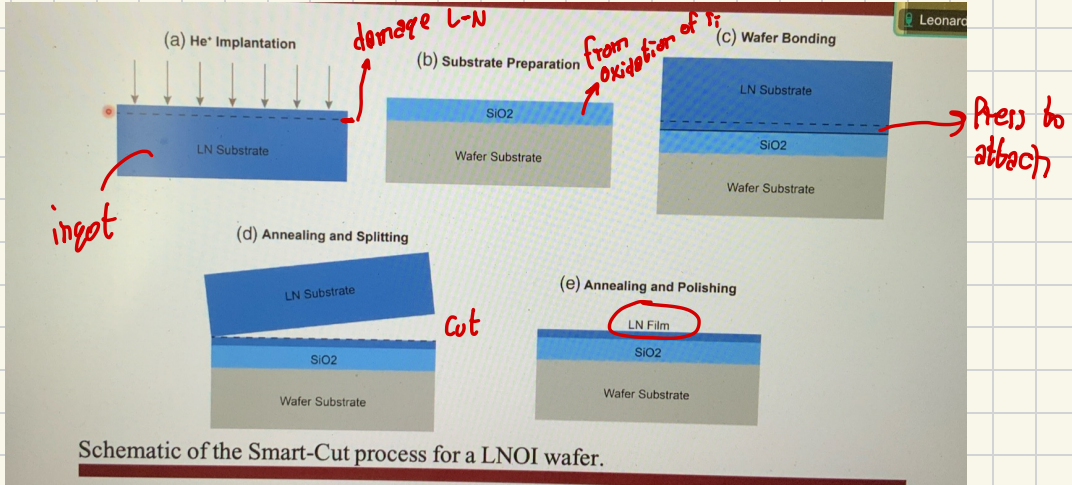 Leonard
(a) He⁺ Implantation
damage L-N
LN Substrate
ingot
(b) Substrate Preparation
from
oxidation of Si
SiO2
Wafer Substrate
(c) Wafer Bonding
LN Substrate
SiO2
Wafer Substrate
Press to
attach
(d) Annealing and Splitting
LN Substrate
cut
SiO2
Wafer Substrate
(e) Annealing and Polishing
LN Film
SiO2
Wafer Substrate
Schematic of the Smart-Cut process for a LNOI wafer.